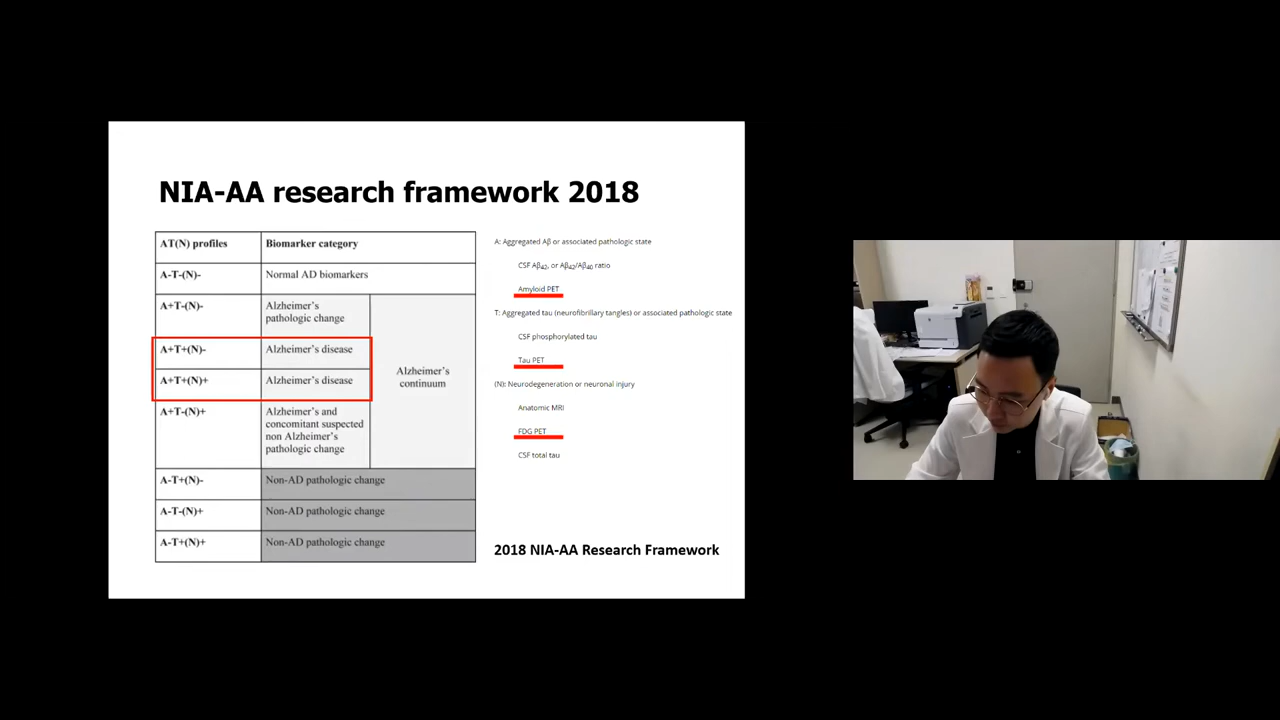 NIA-AA research framework 2018
AT(N) profiles
Biomarker category
A-T-(N)-
Normal AD biomarkers
A+T-(N)-
Alzheimer's
pathologic change
A+T+(N)-
Alzheimer's disease
A+T+(N)+
Alzheimer's disease
A+T-(N)+
Alzheimer's and
concomitant suspected
non Alzheimer's
pathologic change
Alzheimer's
continuum
A-T+(N)-
Non-AD pathologic change
A-T-(N)+
Non-AD pathologic change
A-T+(N)+
Non-AD pathologic change
A: Aggregated Aβ or associated pathologic state
CSF Aβ₄₂, or Aβ₄₂/Aβ₄₀ ratio
Amyloid PET
T: Aggregated tau (neurofibrillary tangles) or associated pathologic state
CSF phosphorylated tau
Tau PET
(N): Neurodegeneration or neuronal injury
Anatomic MRI
FDG PET
CSF total tau
2018 NIA-AA Research Framework